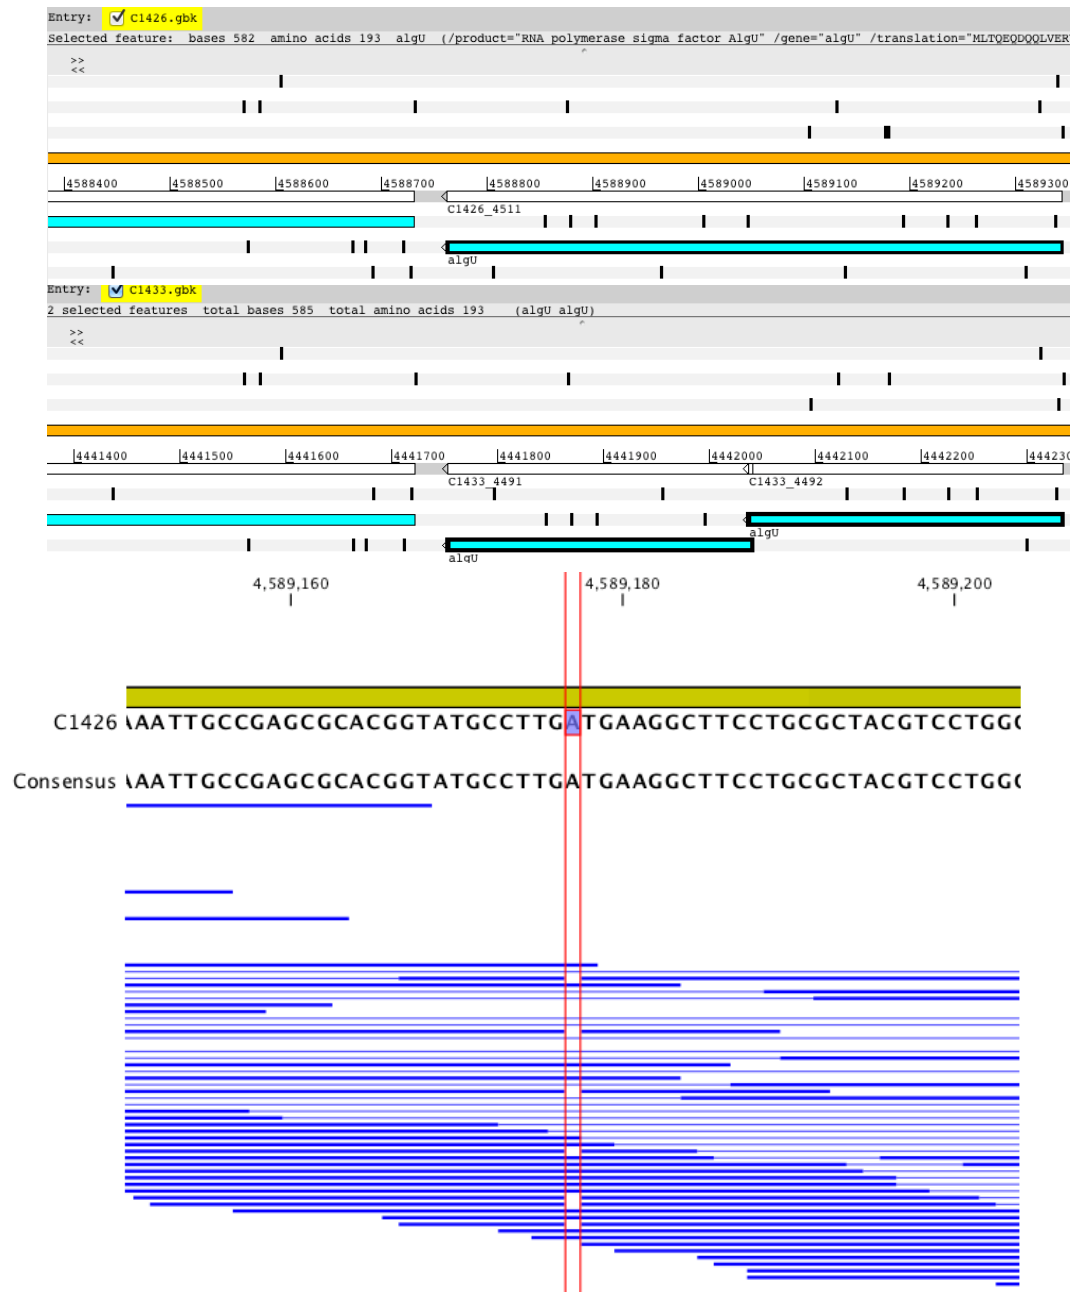 Entry: C1426.gbk
Selected feature: bases 582 amino acids 193 algU (/product="RNA polymerase sigma factor AlgU" /gene="algU" /translation="MLTQEQDQQLVER
>>
<<
4588400 4588500 4588600 4588700 4588800 4588900 4589000 4589100 4589200 4589300
C1426_4511
algU
Entry: C1433.gbk
2 selected features total bases 585 total amino acids 193 (algU algU)
>>
<<
4441400 4441500 4441600 4441700 4441800 4441900 4442000 4442100 4442200 444230
C1433_4491 C1433_4492
algU
algU
4,589,160 4,589,180 4,589,200
C1426 AAATTGCCGAGCGCACGGTATGCCTTGATGAAGGCTTCCTGCGCTACGTCCTGG
Consensus AAATTGCCGAGCGCACGGTATGCCTTGATGAAGGCTTCCTGCGCTACGTCCTGG